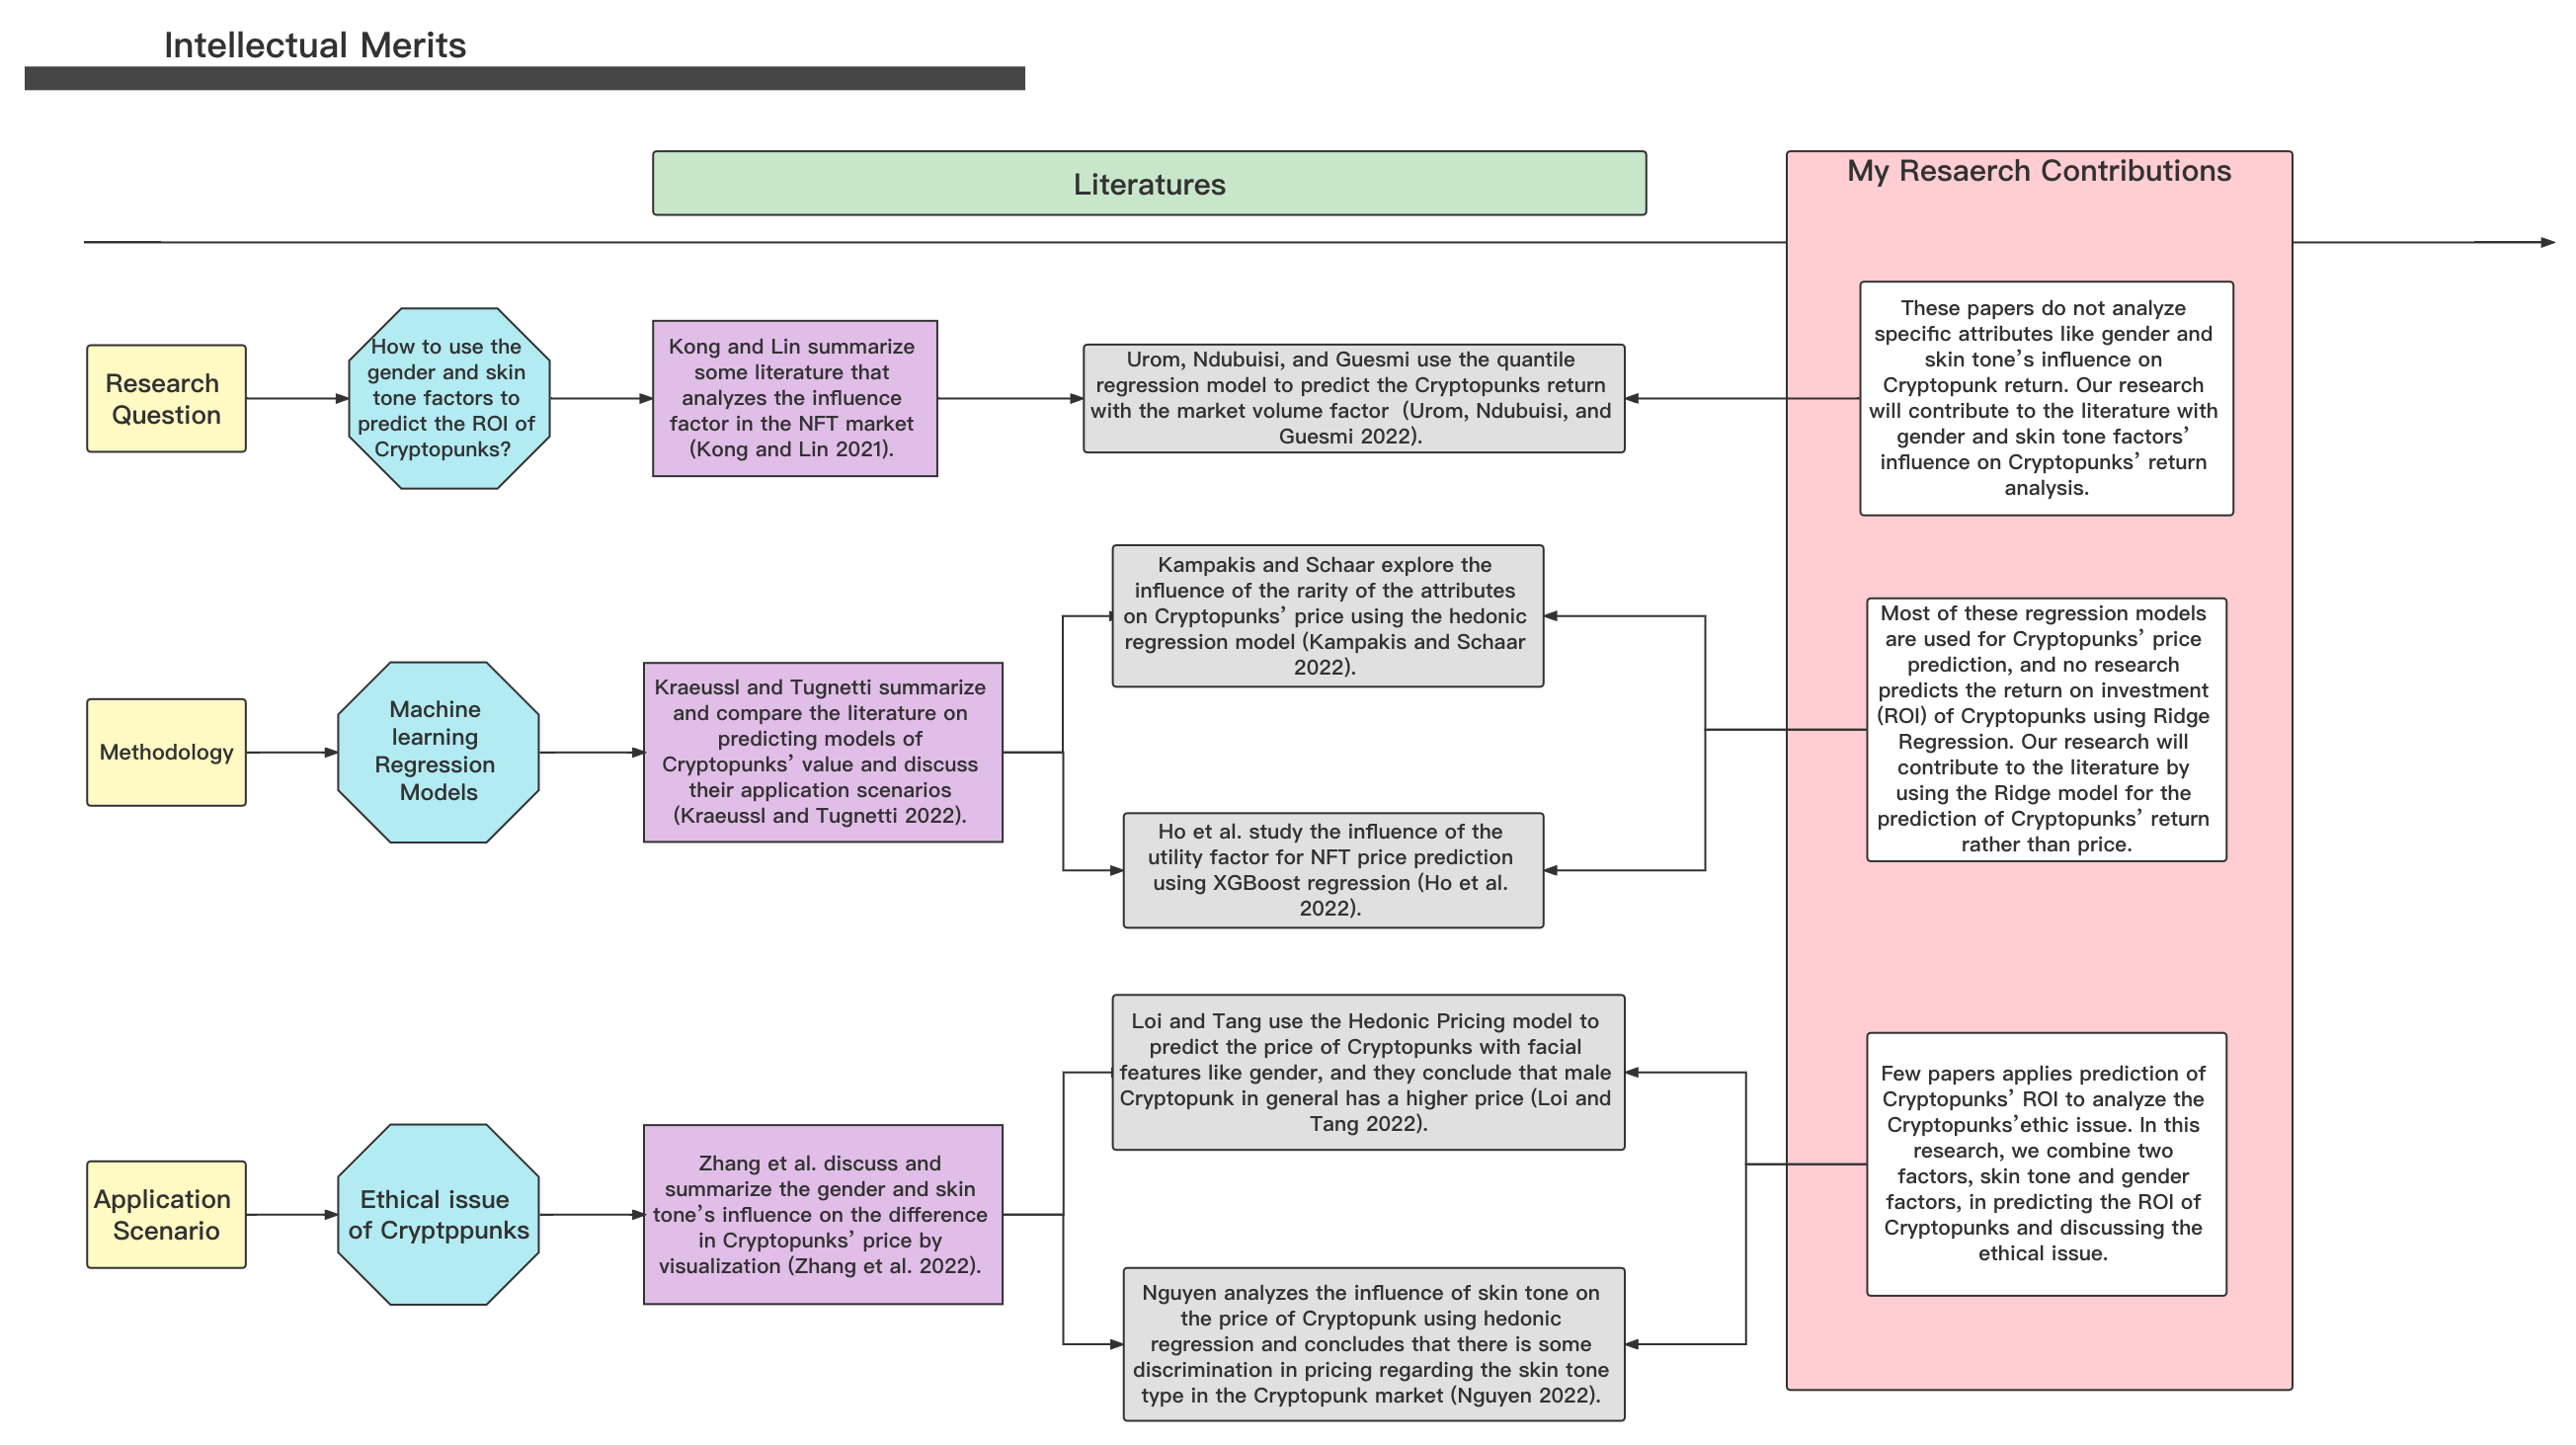 Intellectual Merits
Literatures
My Resaerch Contributions
Research
Question
How to use the
gender and skin
tone factors to
predict the ROI of
Cryptopunks?
Kong and Lin summarize
some literature that
analyzes the influence
factor in the NFT market
(Kong and Lin 2021).
Urom, Ndubuisi, and Guesmi use the quantile
regression model to predict the Cryptopunks return
with the market volume factor (Urom, Ndubuisi, and
Guesmi 2022).
These papers do not analyze
specific attributes like gender and
skin tone’s influence on
Cryptopunk return. Our research
will contribute to the literature with
gender and skin tone factors’
influence on Cryptopunks’ return
analysis.
Methodology
Machine
learning
Regression
Models
Kraeussl and Tugnetti summarize
and compare the literature on
predicting models of
Cryptopunks’ value and discuss
their application scenarios
(Kraeussl and Tugnetti 2022).
Kampakis and Schaar explore the
influence of the rarity of the attributes
on Cryptopunks’ price using the hedonic
regression model (Kampakis and Schaar
2022).
Ho et al. study the influence of the
utility factor for NFT price prediction
using XGBoost regression (Ho et al.
2022).
Most of these regression models
are used for Cryptopunks’ price
prediction, and no research
predicts the return on investment
(ROI) of Cryptopunks using Ridge
Regression. Our research will
contribute to the literature by
using the Ridge model for the
prediction of Cryptopunks’ return
rather than price.
Application
Scenario
Ethical issue
of Cryptppunks
Zhang et al. discuss and
summarize the gender and skin
tone’s influence on the difference
in Cryptopunks’ price by
visualization (Zhang et al. 2022).
Loi and Tang use the Hedonic Pricing model to
predict the price of Cryptopunks with facial
features like gender, and they conclude that male
Cryptopunk in general has a higher price (Loi and
Tang 2022).
Nguyen analyzes the influence of skin tone on
the price of Cryptopunk using hedonic
regression and concludes that there is some
discrimination in pricing regarding the skin tone
type in the Cryptopunk market (Nguyen 2022).
Few papers applies prediction of
Cryptopunks’ ROI to analyze the
Cryptopunks’ethic issue. In this
research, we combine two
factors, skin tone and gender
factors, in predicting the ROI of
Cryptopunks and discussing the
ethical issue.